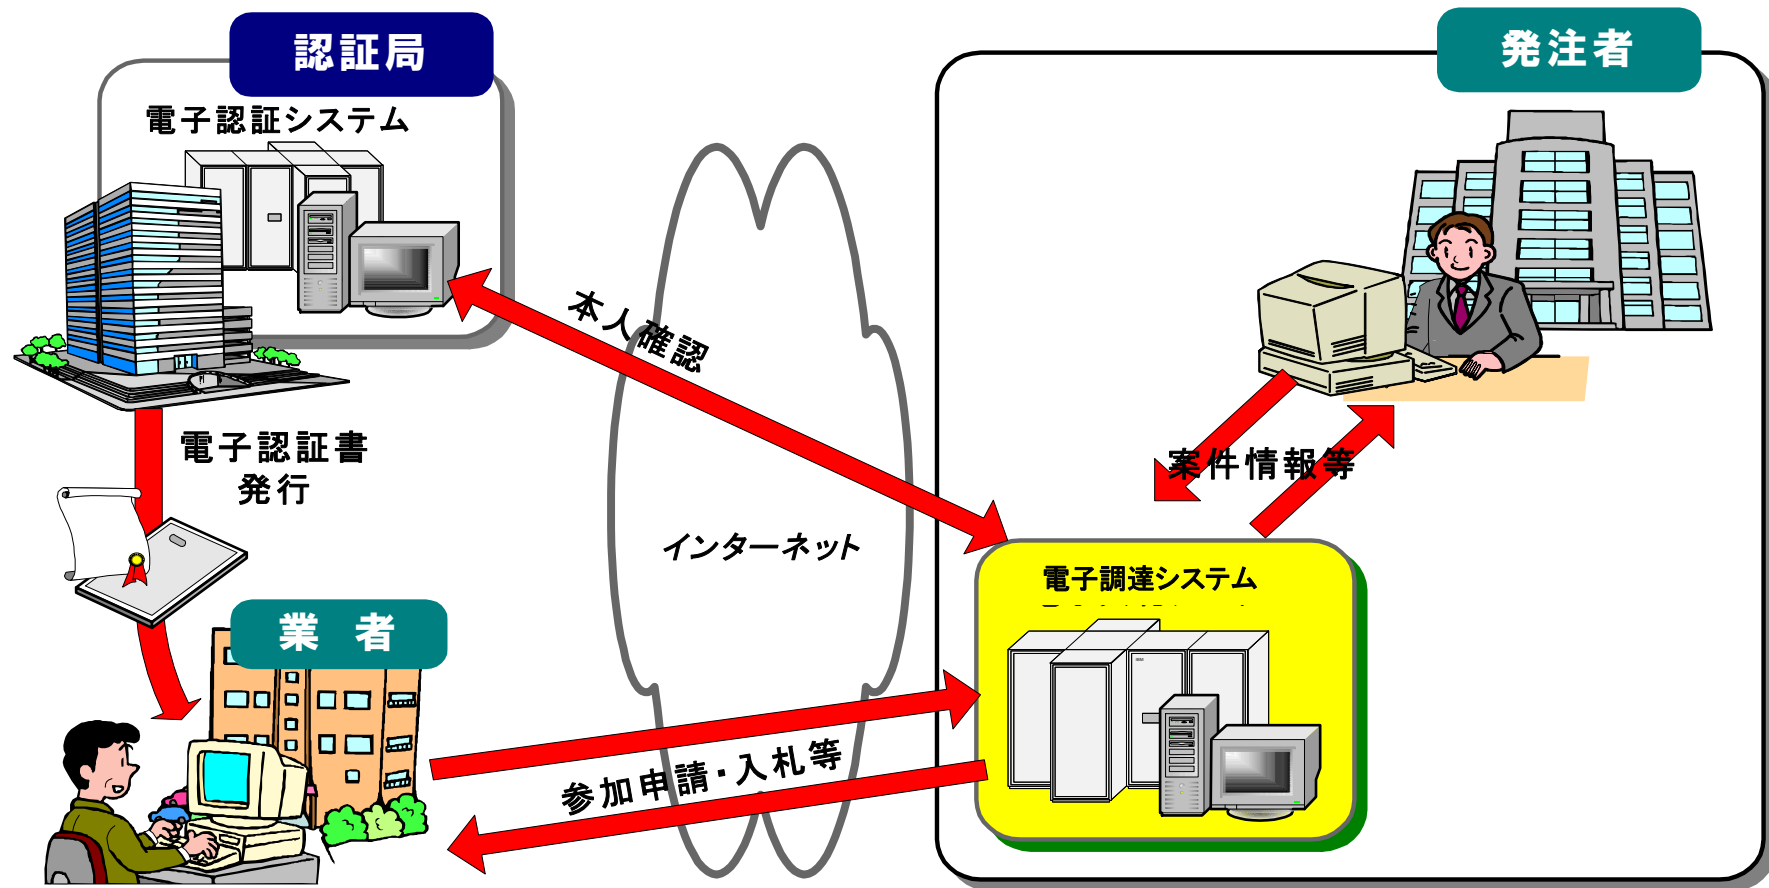 認証局
発注者
電子認証システム
本人確認
電子認証書
発行
案件情報等
インターネット
電子調達システム
業 者
参加申請・入札等